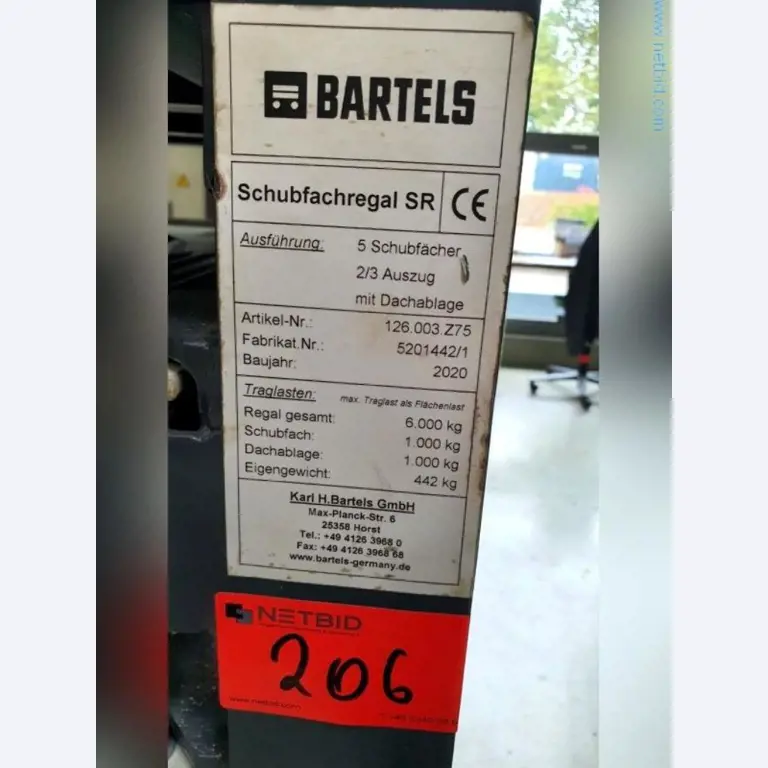 BARTELS
Schubfachregal SR CE
Ausführung: 5 Schubfächer
2/3 Auszug
mit Dachablage
Artikel-Nr.: 126.003.Z75
Fabrikat.Nr.: 5201442/1
Baujahr: 2020
Traglasten: max. Traglast als Flächenlast
Regal gesamt: 6.000 kg
Schubfach: 1.000 kg
Dachablage: 1.000 kg
Eigengewicht: 442 kg
Karl H.Bartels GmbH
Max-Planck-Str. 6
25358 Horst
Tel.: +49 4126 3968 0
Fax: +49 4126 3968 68
www.bartels-germany.de
NETBID
206
www.netbid.com
www.netbid.com